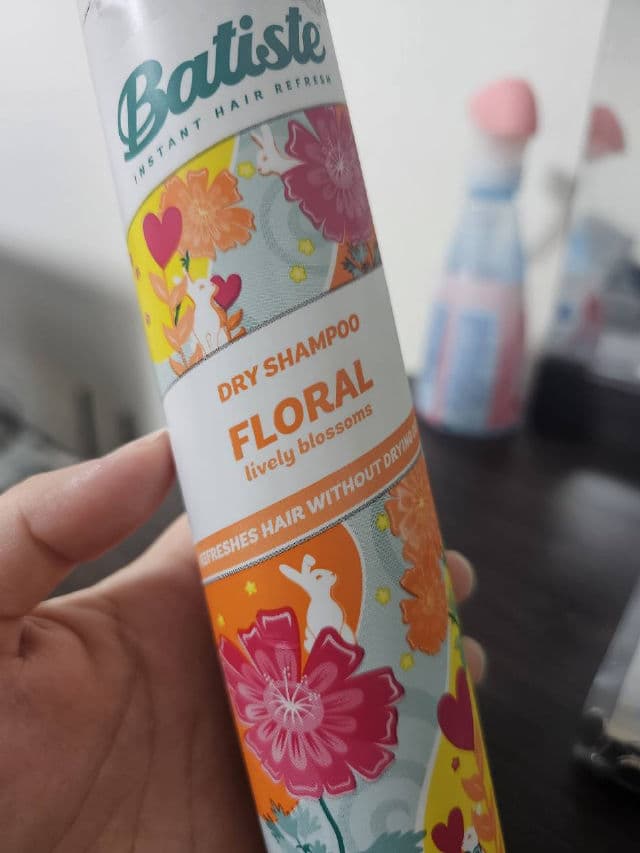 Batiste
INSTANT HAIR REFRESH
DRY SHAMPOO
FLORAL
lively blossoms
REFRESHES HAIR WITHOUT DRYING